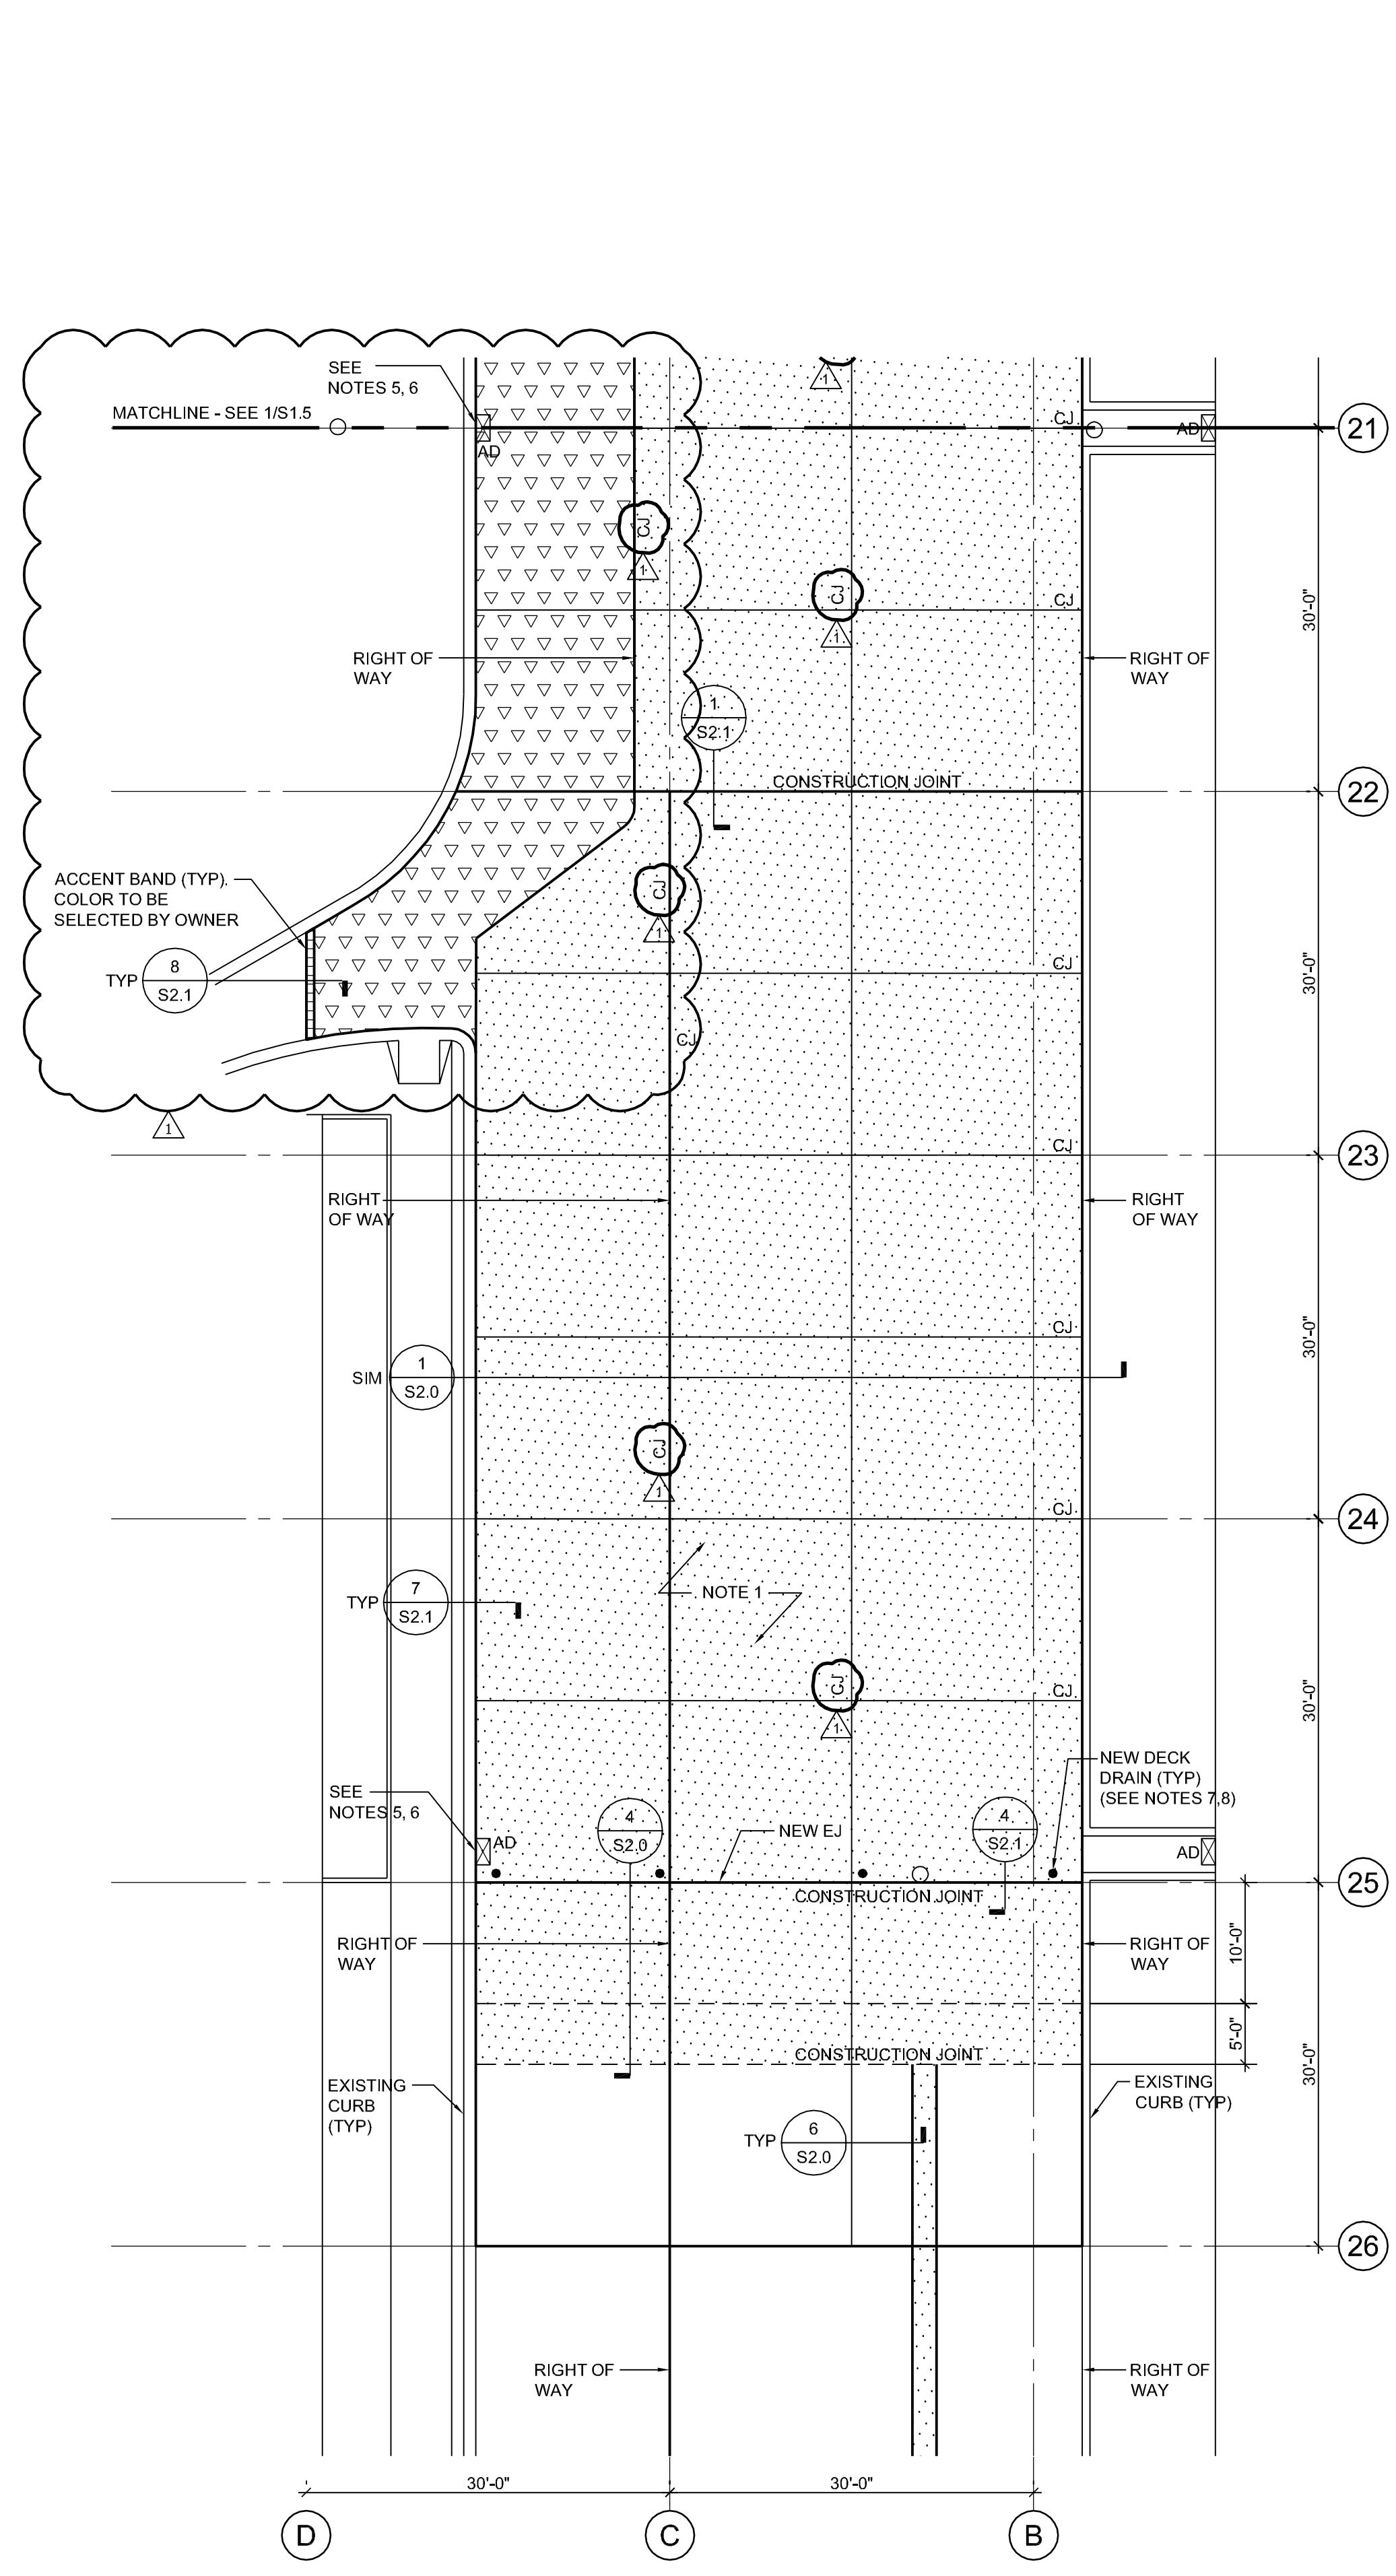 1
SEE
NOTES 5, 6
MATCHLINE - SEE 1/S1.5
CJ
AD
21
AD
CJ
1
CJ
1
CJ
30'-0"
RIGHT OF
WAY
RIGHT OF
WAY
1
S2.1
CONSTRUCTION JOINT
22
ACCENT BAND (TYP).
COLOR TO BE
SELECTED BY OWNER
CJ
1
CJ
30'-0"
TYP
8
S2.1
CJ
1
CJ
23
RIGHT
OF WAY
RIGHT
OF WAY
CJ
30'-0"
SIM
1
S2.0
CJ
1
CJ
24
NOTE 1
TYP
7
S2.1
CJ
1
CJ
30'-0"
NEW DECK
DRAIN (TYP)
(SEE NOTES 7,8)
SEE
NOTES 5, 6
4
S2.0
NEW EJ
4
S2.1
AD
AD
25
CONSTRUCTION JOINT
RIGHT OF
WAY
RIGHT OF
WAY
10'-0"
5'-0"
CONSTRUCTION JOINT
30'-0"
EXISTING
CURB
(TYP)
EXISTING
CURB (TYP)
TYP
6
S2.0
26
RIGHT OF
WAY
RIGHT OF
WAY
30'-0"
30'-0"
D
C
B